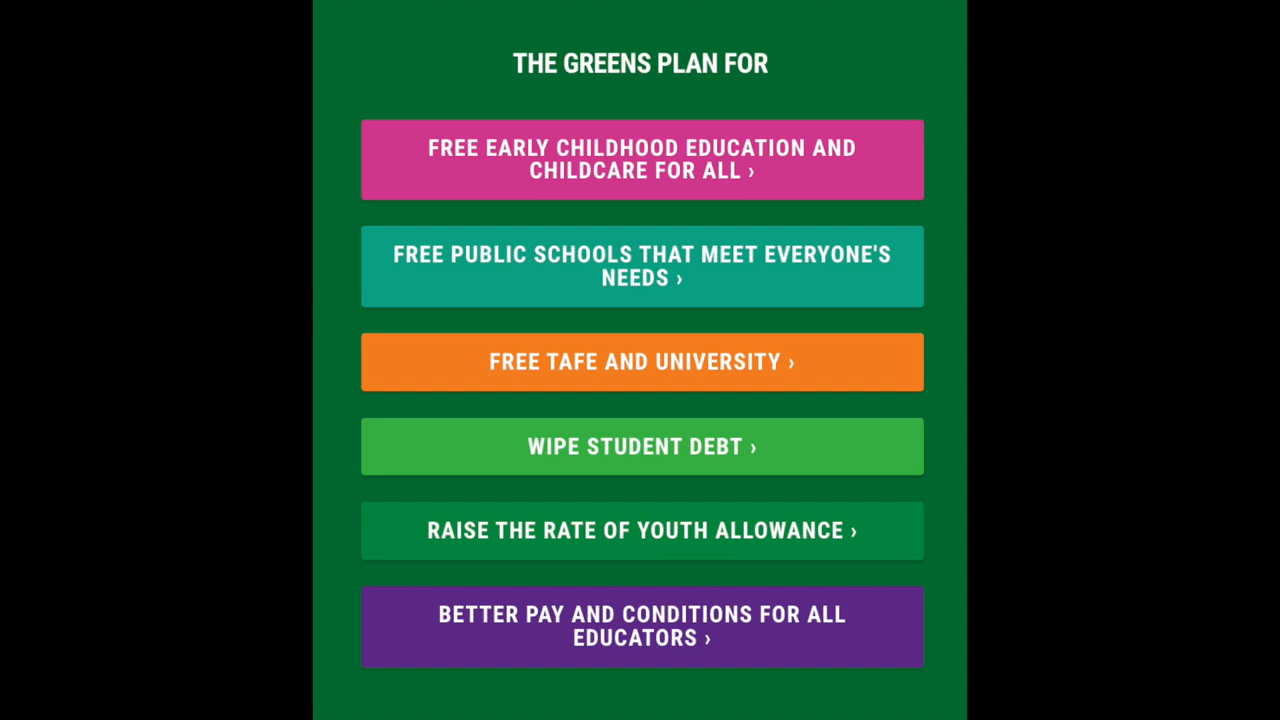 THE GREENS PLAN FOR
FREE EARLY CHILDHOOD EDUCATION AND
CHILDCARE FOR ALL ›
FREE PUBLIC SCHOOLS THAT MEET EVERYONE'S
NEEDS ›
FREE TAFE AND UNIVERSITY ›
WIPE STUDENT DEBT ›
RAISE THE RATE OF YOUTH ALLOWANCE ›
BETTER PAY AND CONDITIONS FOR ALL
EDUCATORS ›